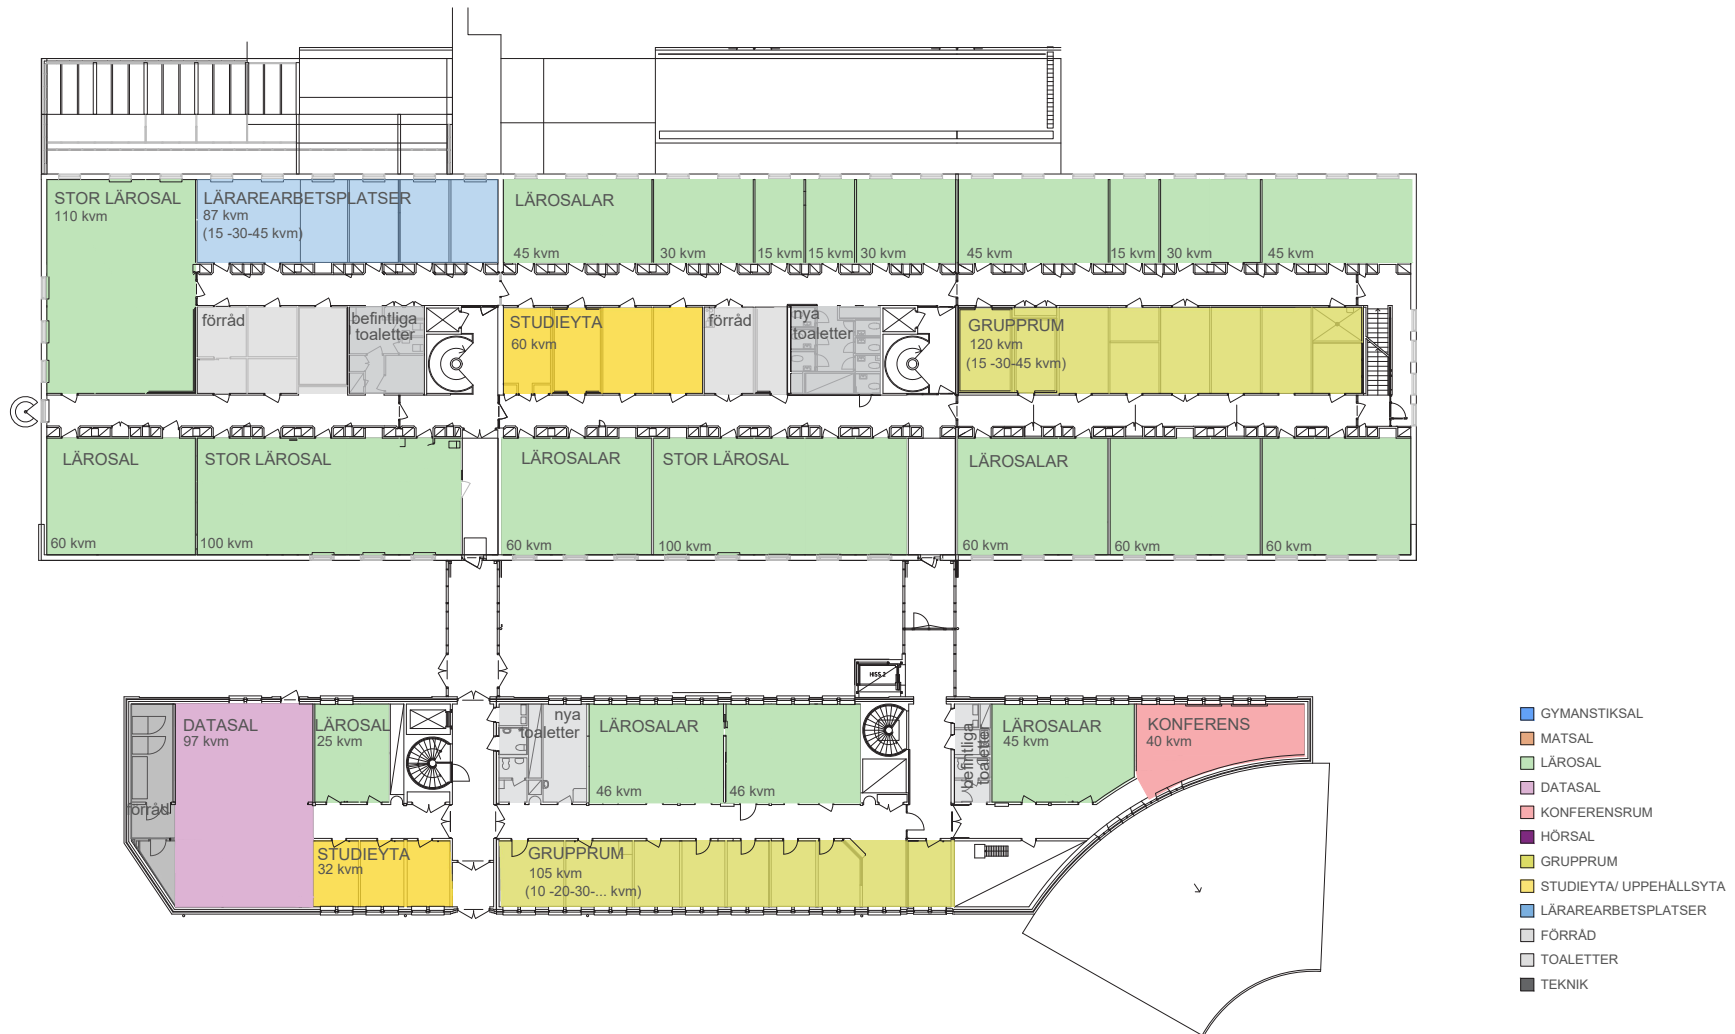 STOR LÄROSAL
110 kvm
LÄRAREARBETSPLATSER
87 kvm
(15 -30-45 kvm)
LÄROSALAR
45 kvm
30 kvm
15 kvm
15 kvm
30 kvm
45 kvm
15 kvm
30 kvm
45 kvm
förråd
befintliga
toaletter
STUDIEYTA
60 kvm
förråd
nya
toaletter
GRUPPRUM
120 kvm
(15 -30-45 kvm)
LÄROSAL
60 kvm
STOR LÄROSAL
100 kvm
LÄROSALAR
60 kvm
STOR LÄROSAL
100 kvm
LÄROSALAR
60 kvm
60 kvm
60 kvm
HISS 2
förråd
DATASAL
97 kvm
LÄROSAL
25 kvm
nya
toaletter
LÄROSALAR
46 kvm
46 kvm
befintliga
toaletter
LÄROSALAR
45 kvm
KONFERENS
40 kvm
STUDIEYTA
32 kvm
GRUPPRUM
105 kvm
(10 -20-30-... kvm)
GYMANSTIKSAL
MATSAL
LÄROSAL
DATASAL
KONFERENSRUM
HÖRSAL
GRUPPRUM
STUDIEYTA/ UPPEHÅLLSYTA
LÄRAREARBETSPLATSER
FÖRRÅD
TOALETTER
TEKNIK